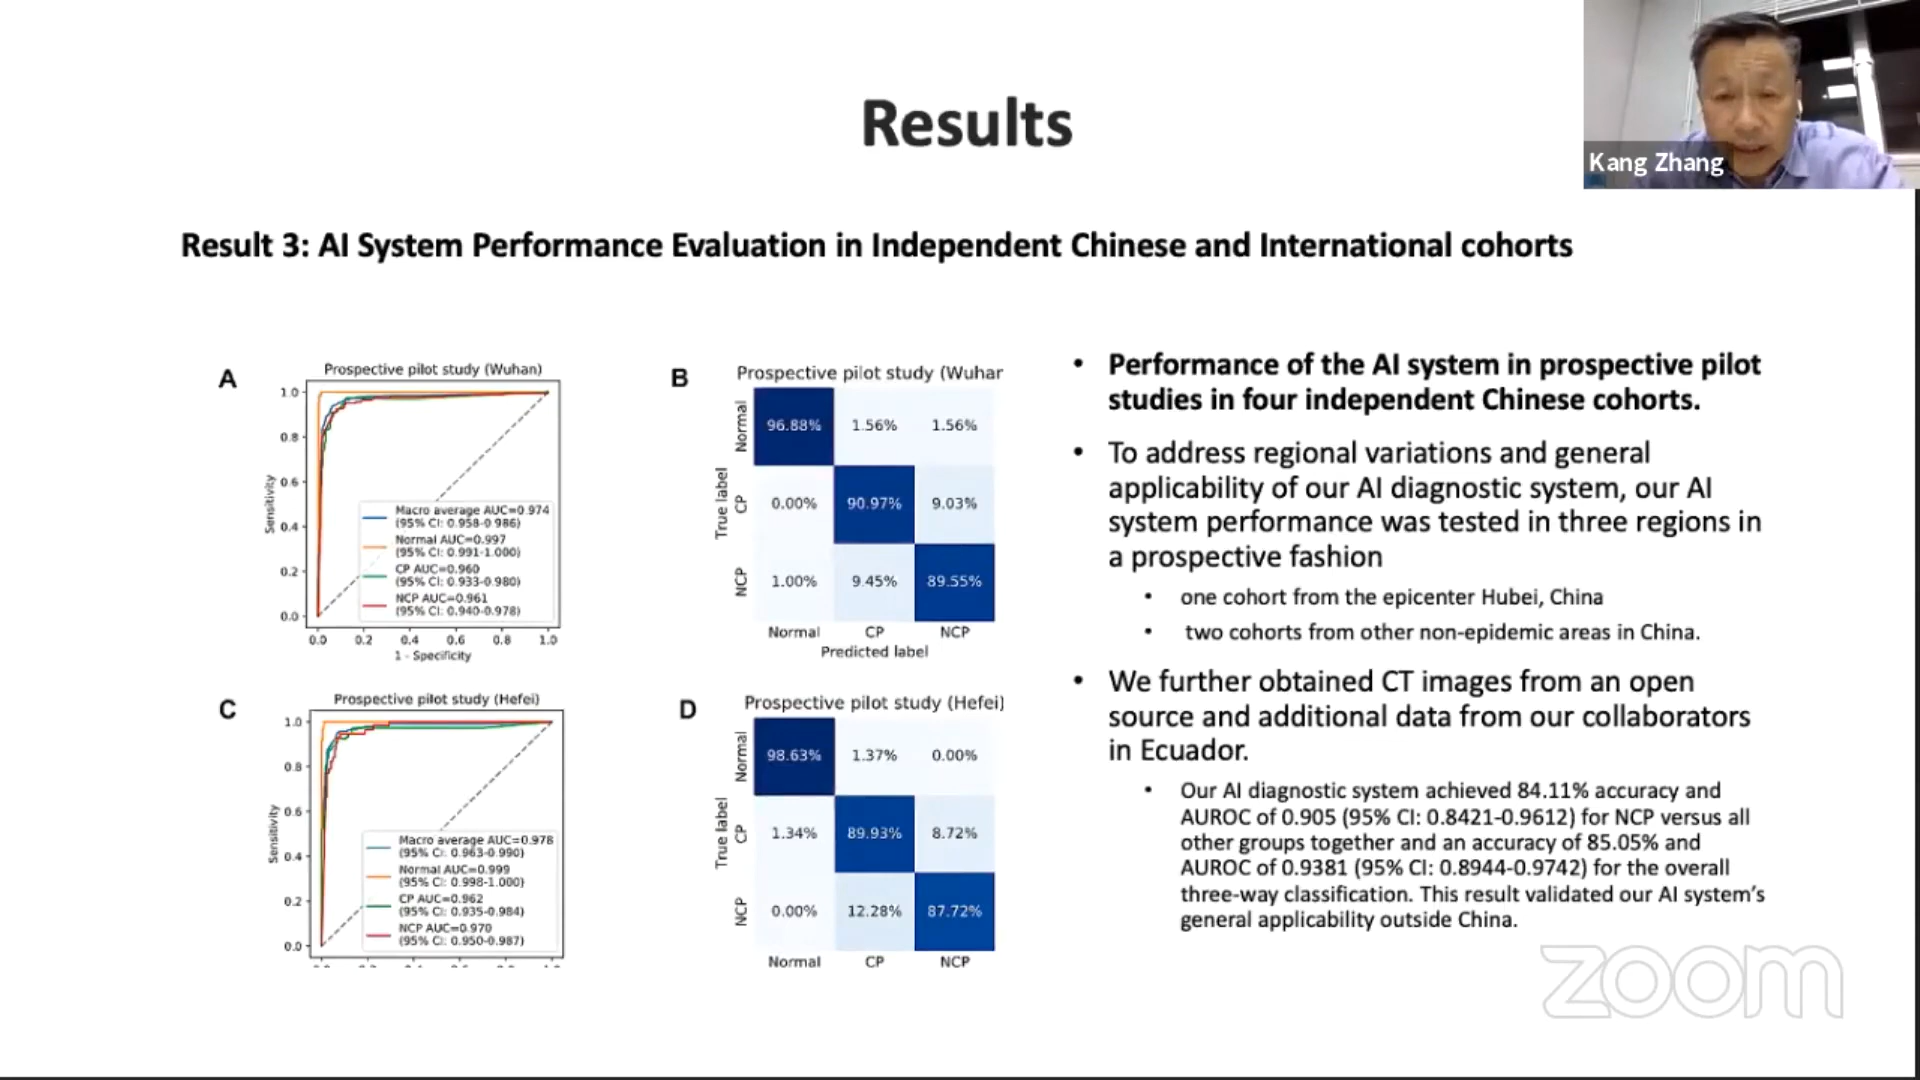 Results
Kang Zhang
Result 3: AI System Performance Evaluation in Independent Chinese and International cohorts
A
Prospective pilot study (Wuhan)
1.0
0.8
0.6
0.4
0.2
0.0
Sensitivity
Macro average AUC=0.974
(95% CI: 0.958-0.986)
Normal AUC=0.997
(95% CI: 0.991-1.000)
CP AUC=0.960
(95% CI: 0.933-0.980)
NCP AUC=0.961
(95% CI: 0.940-0.978)
0.0 0.2 0.4 0.6 0.8 1.0
1 - Specificity
B
Prospective pilot study (Wuhar
True label
Normal 96.88% 1.56% 1.56%
CP 0.00% 90.97% 9.03%
NCP 1.00% 9.45% 89.55%
Normal CP NCP
Predicted label
C
Prospective pilot study (Hefei)
1.0
0.8
0.6
0.4
0.2
0.0
Sensitivity
Macro average AUC=0.978
(95% CI: 0.963-0.990)
Normal AUC=0.999
(95% CI: 0.998-1.000)
CP AUC=0.962
(95% CI: 0.935-0.984)
NCP AUC=0.970
(95% CI: 0.950-0.987)
D
Prospective pilot study (Hefei)
True label
Normal 98.63% 1.37% 0.00%
CP 1.34% 89.93% 8.72%
NCP 0.00% 12.28% 87.72%
Normal CP NCP
• Performance of the AI system in prospective pilot
studies in four independent Chinese cohorts.
• To address regional variations and general
applicability of our AI diagnostic system, our AI
system performance was tested in three regions in
a prospective fashion
• one cohort from the epicenter Hubei, China
• two cohorts from other non-epidemic areas in China.
• We further obtained CT images from an open
source and additional data from our collaborators
in Ecuador.
• Our AI diagnostic system achieved 84.11% accuracy and
AUROC of 0.905 (95% CI: 0.8421-0.9612) for NCP versus all
other groups together and an accuracy of 85.05% and
AUROC of 0.9381 (95% CI: 0.8944-0.9742) for the overall
three-way classification. This result validated our AI system's
general applicability outside China.
zoom